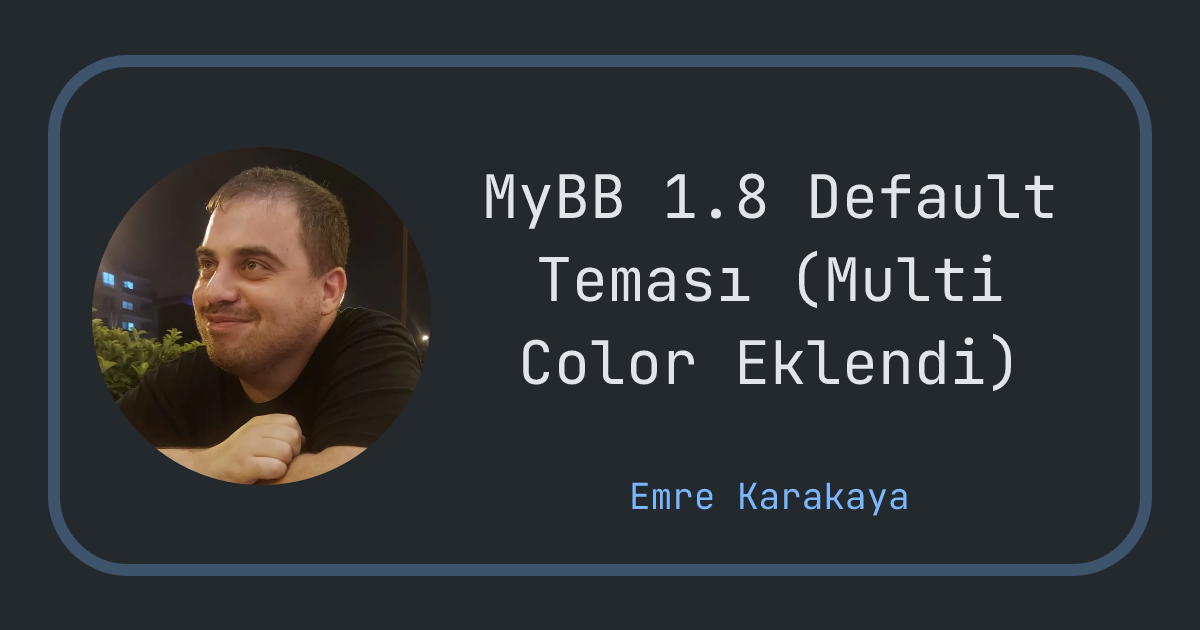 MyBB 1.8 Default
Teması (Multi
Color Eklendi)
Emre Karakaya